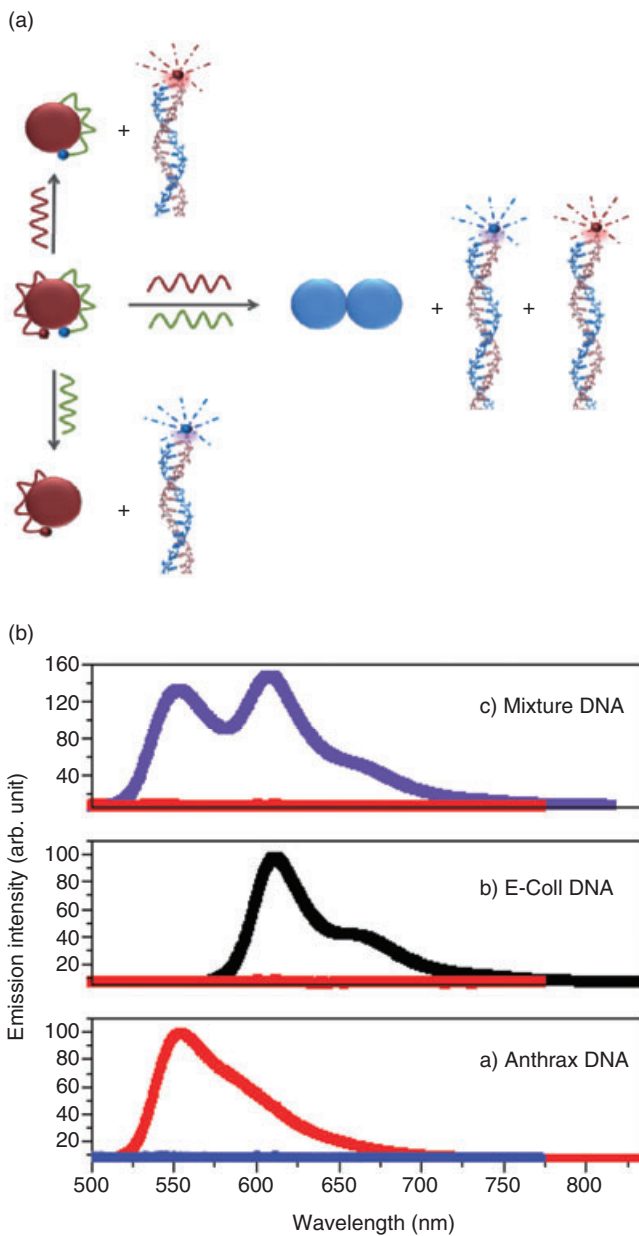 (a)
+
+
+
+
(b)
Emission intensity (arb. unit)
160
120
80
40
c) Mixture DNA
100
80
60
40
20
b) E-Coll DNA
100
80
60
40
20
a) Anthrax DNA
500 550 600 650 700 750 800
Wavelength (nm)